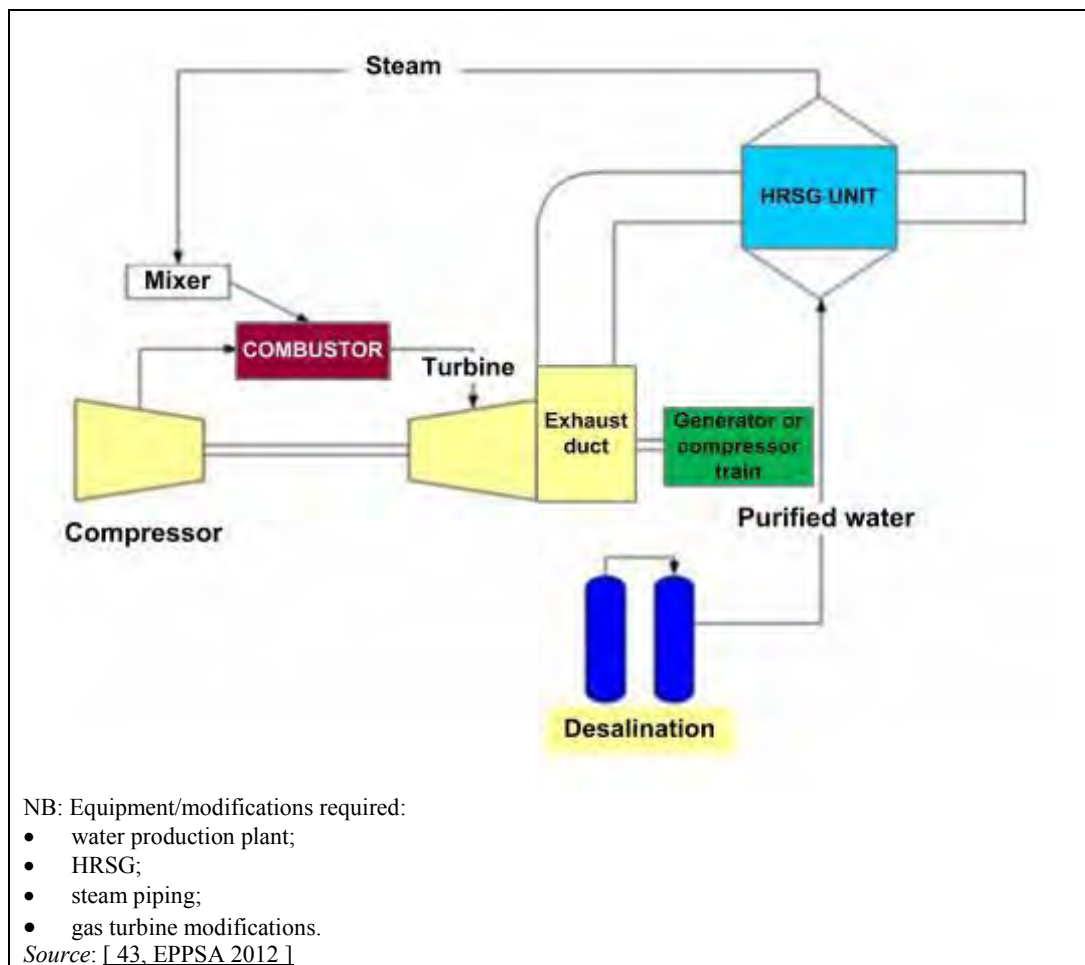 Steam
HRSG UNIT
Mixer
COMBUSTOR
Turbine
Exhaust
duct
Generator or
compressor
train
Compressor
Purified water
Desalination
NB: Equipment/modifications required:
• water production plant;
• HRSG;
• steam piping;
• gas turbine modifications.
Source: [ 43, EPPSA 2012 ]